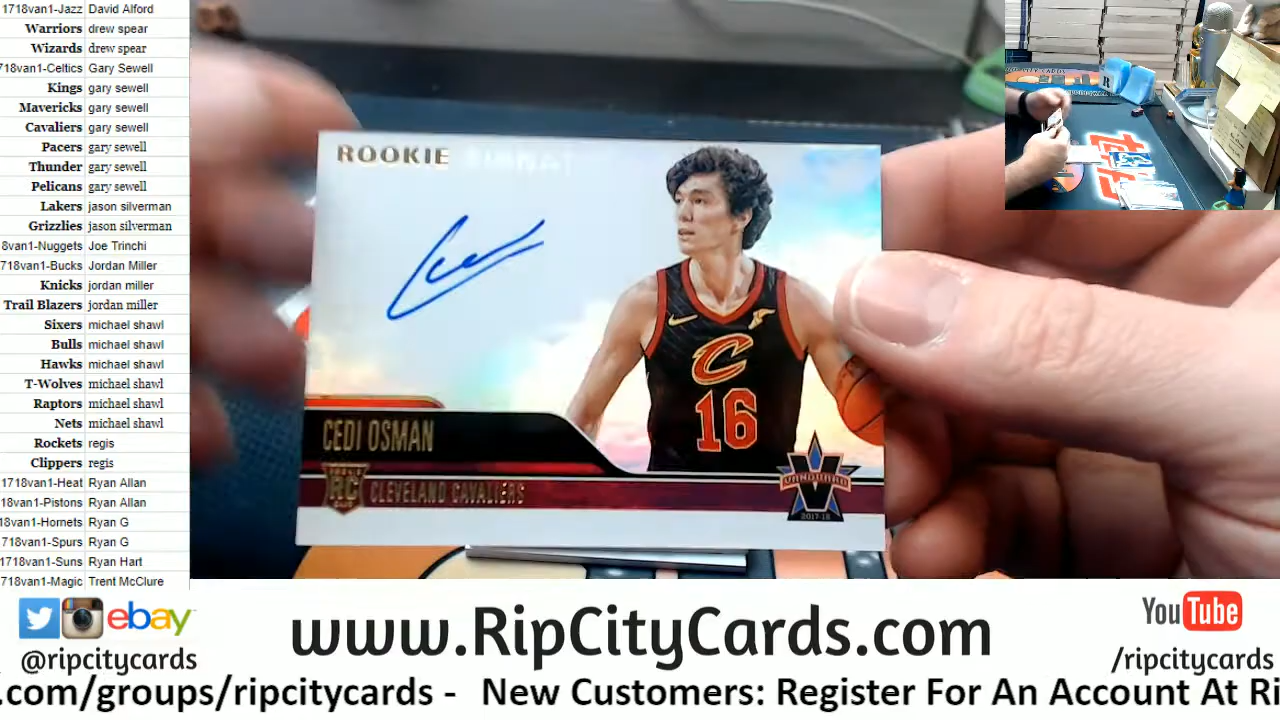 1718van1-Jazz David Alford
Warriors drew spear
Wizards drew spear
718van1-Celtics Gary Sewell
Kings gary sewell
Mavericks gary sewell
Cavaliers gary sewell
Pacers gary sewell
Thunder gary sewell
Pelicans gary sewell
Lakers jason silverman
Grizzlies jason silverman
8van1-Nuggets Joe Trinchi
718van1-Bucks Jordan Miller
Knicks jordan miller
Trail Blazers jordan miller
Sixers michael shawl
Bulls michael shawl
Hawks michael shawl
T-Wolves michael shawl
Raptors michael shawl
Nets michael shawl
Rockets regis
Clippers regis
1718van1-Heat Ryan Allan
18van1-Pistons Ryan Allan
8van1-Hornets Ryan G
718van1-Spurs Ryan G
1718van1-Suns Ryan Hart
718van1-Magic Trent McClure
ROOKIE
C
16
CEDI OSMAN
RC
CLEVELAND CAVALIERS
VANGUARD
2017-18
ebay
@ripcitycards
www.RipCityCards.com
YouTube
/ripcitycards
.com/groups/ripcitycards - New Customers: Register For An Account At Ri